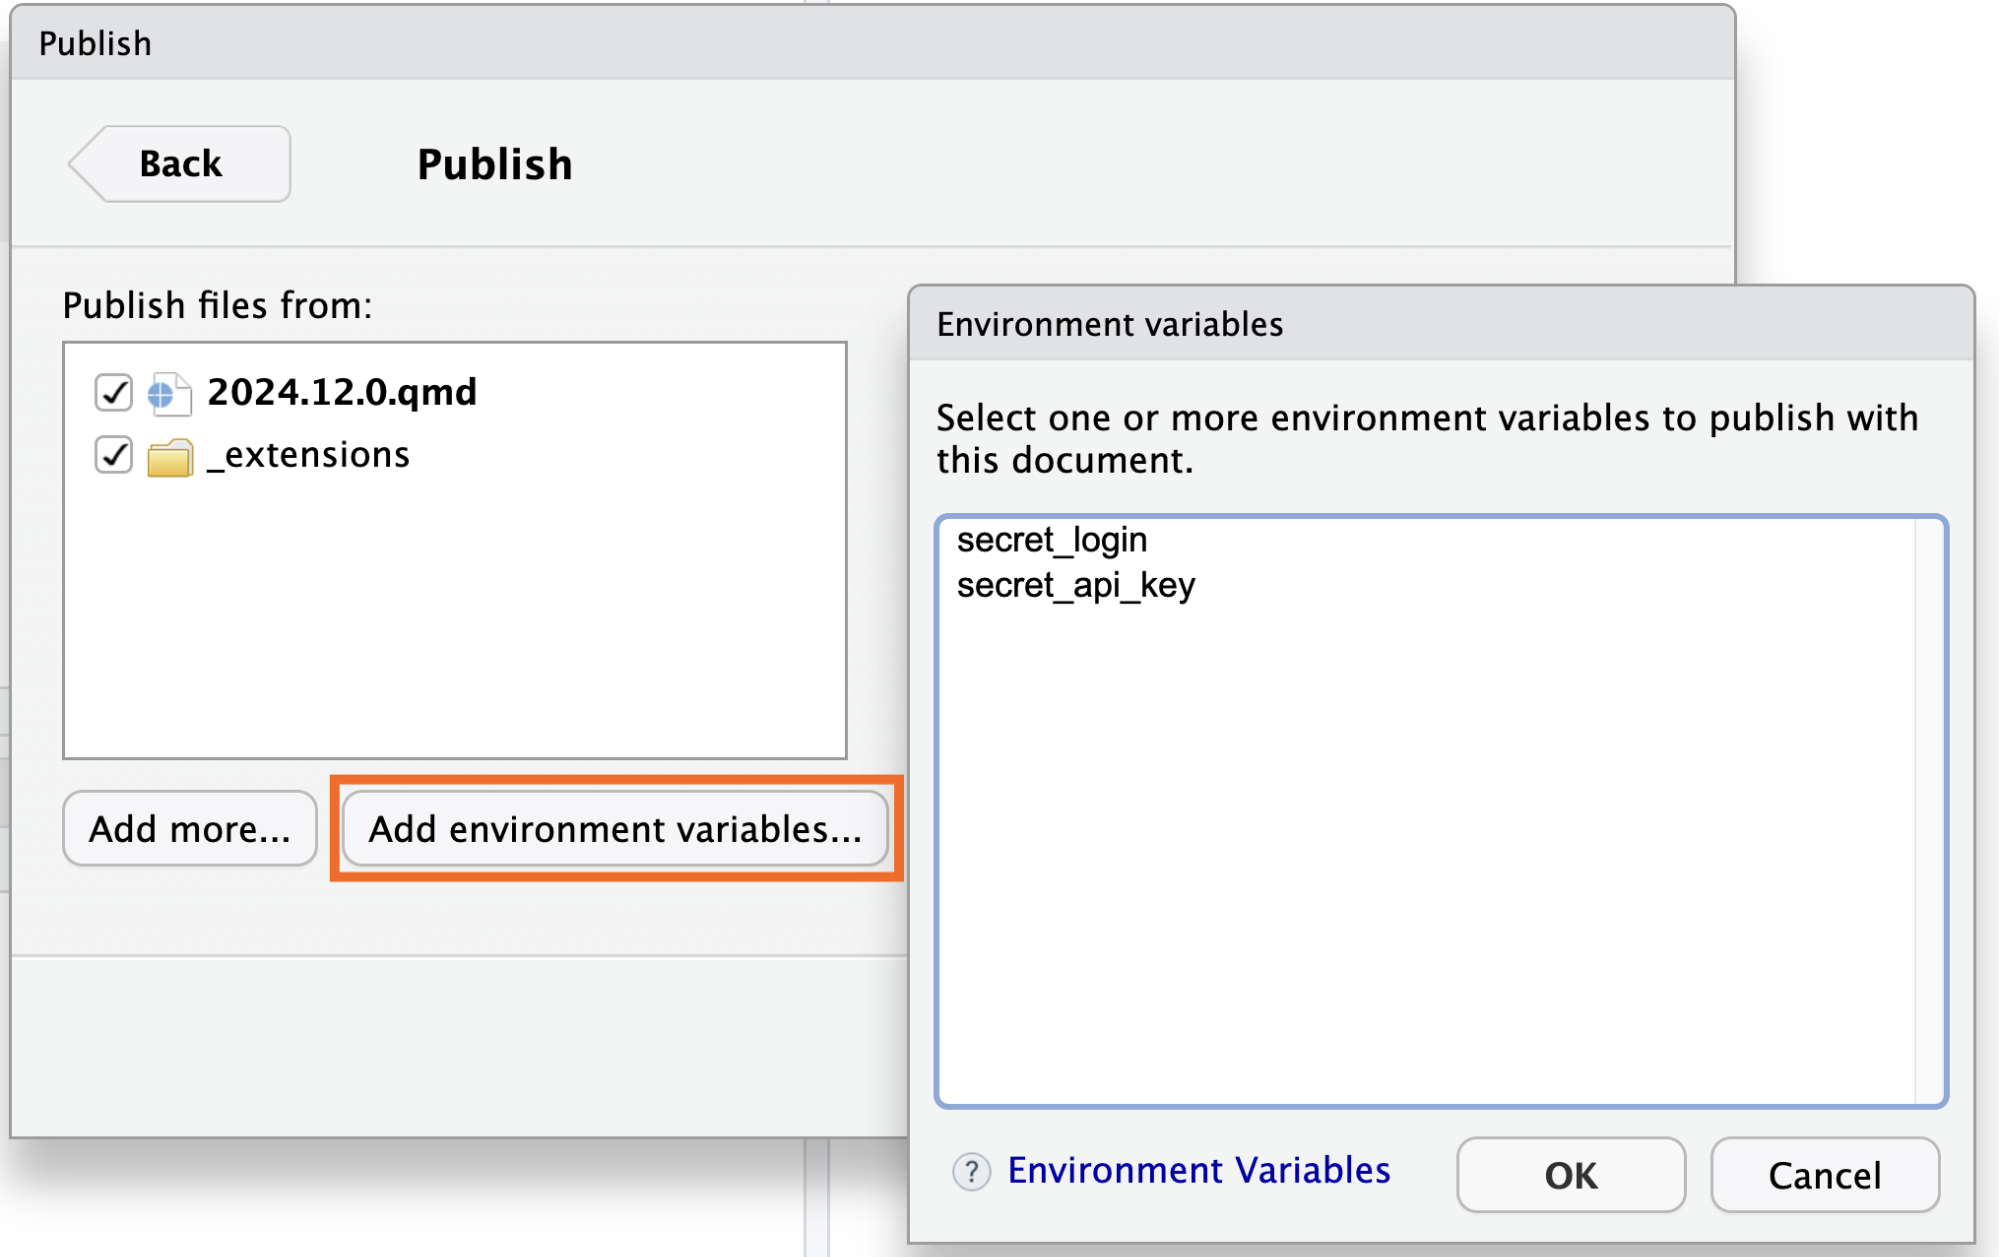 Publish
Back
Publish
Publish files from:
2024.12.0.qmd
_extensions
Add more...
Add environment variables...
Environment variables
Select one or more environment variables to publish with
this document.
secret_login
secret_api_key
? Environment Variables
OK
Cancel